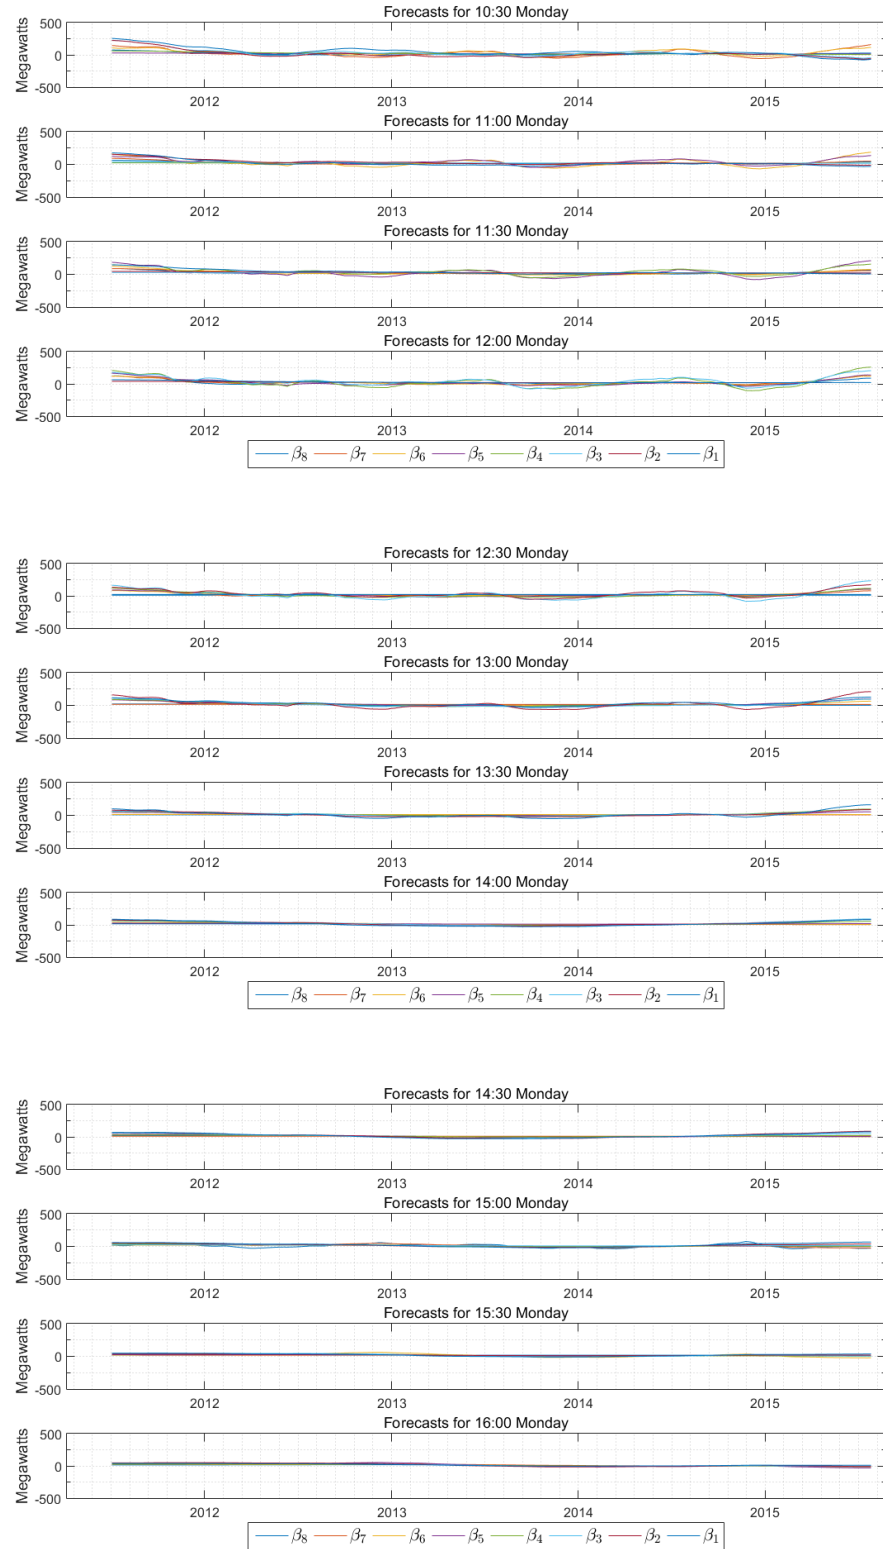 Forecasts for 10:30 Monday
Megawatts
500
0
-500
2012 2013 2014 2015
Forecasts for 11:00 Monday
Megawatts
500
0
-500
2012 2013 2014 2015
Forecasts for 11:30 Monday
Megawatts
500
0
-500
2012 2013 2014 2015
Forecasts for 12:00 Monday
Megawatts
500
0
-500
2012 2013 2014 2015
β₈ β₇ β₆ β₅ β₄ β₃ β₂ β₁
Forecasts for 12:30 Monday
Megawatts
500
0
-500
2012 2013 2014 2015
Forecasts for 13:00 Monday
Megawatts
500
0
-500
2012 2013 2014 2015
Forecasts for 13:30 Monday
Megawatts
500
0
-500
2012 2013 2014 2015
Forecasts for 14:00 Monday
Megawatts
500
0
-500
2012 2013 2014 2015
β₈ β₇ β₆ β₅ β₄ β₃ β₂ β₁
Forecasts for 14:30 Monday
Megawatts
500
0
-500
2012 2013 2014 2015
Forecasts for 15:00 Monday
Megawatts
500
0
-500
2012 2013 2014 2015
Forecasts for 15:30 Monday
Megawatts
500
0
-500
2012 2013 2014 2015
Forecasts for 16:00 Monday
Megawatts
500
0
-500
2012 2013 2014 2015
β₈ β₇ β₆ β₅ β₄ β₃ β₂ β₁